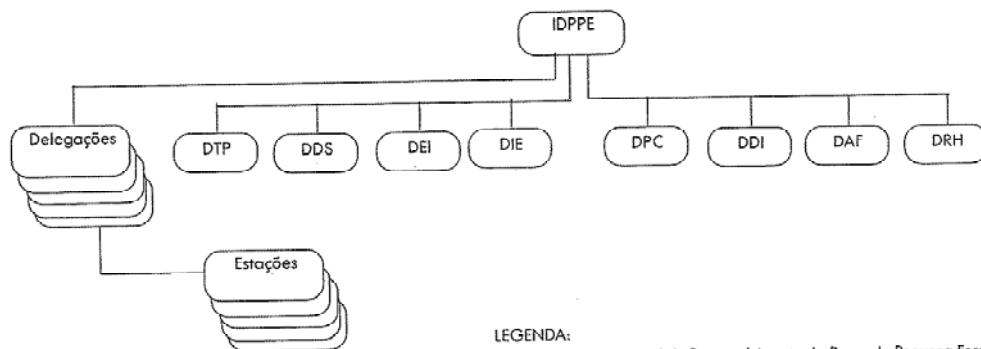 IDPPE
Delegações
DTP DDS DEI DIE DPC DDI DAF DRH
Estações
LEGENDA: